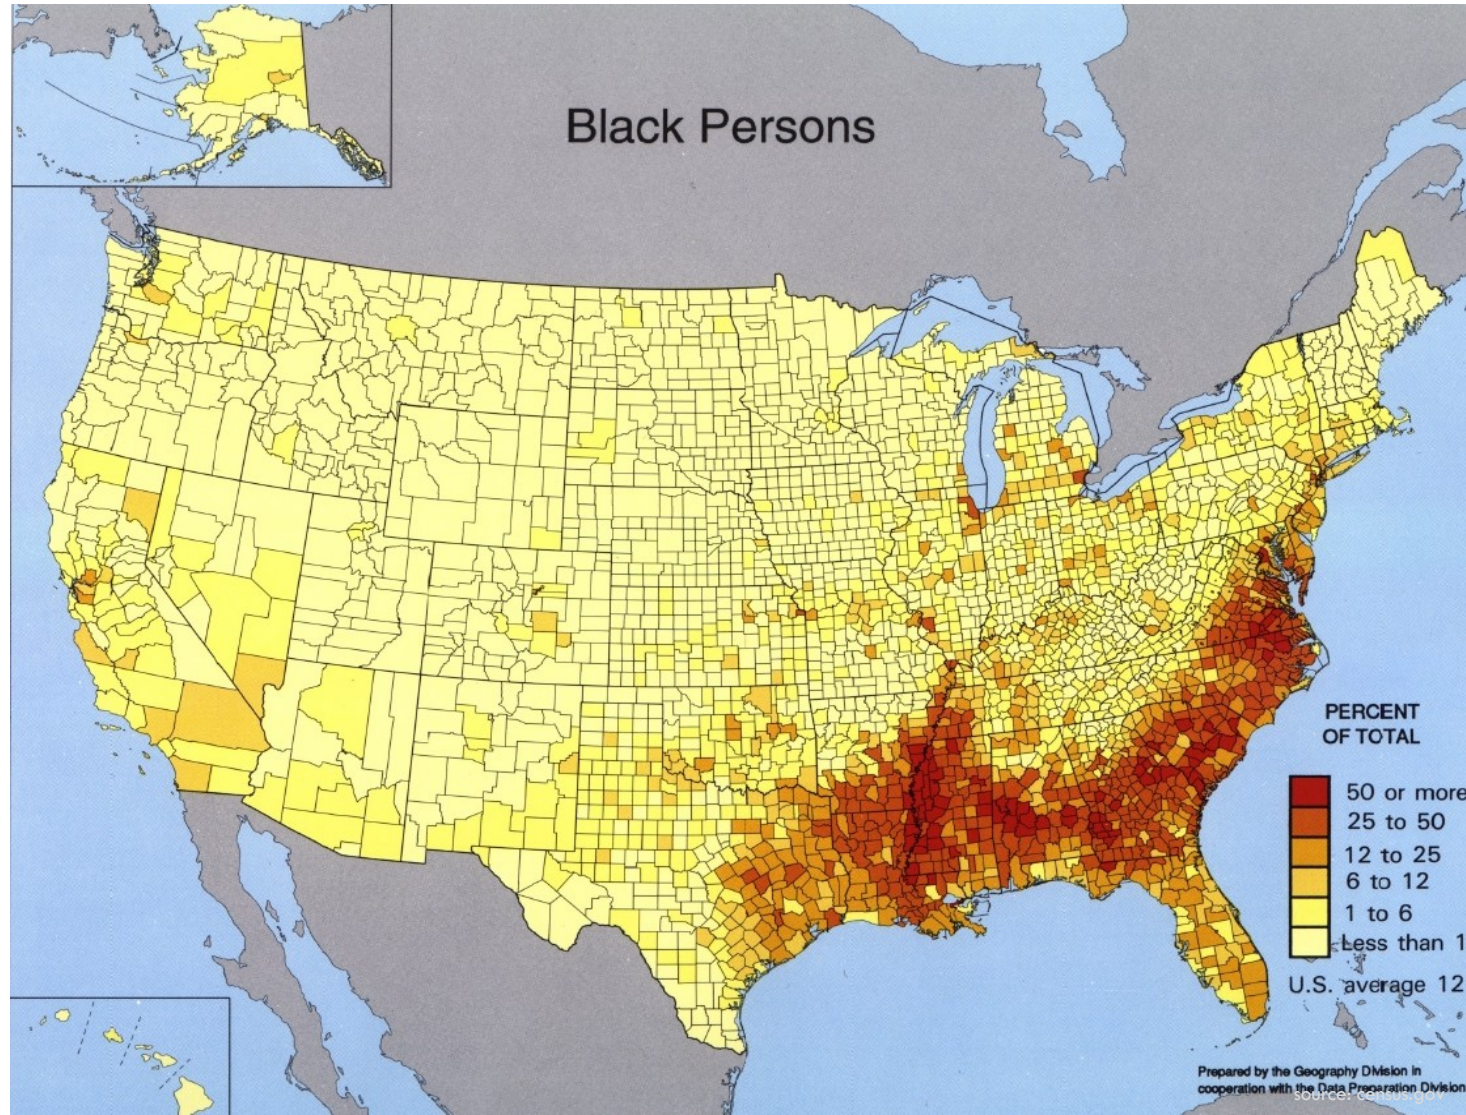 Black Persons
PERCENT
OF TOTAL
50 or more
25 to 50
12 to 25
6 to 12
1 to 6
Less than 1
U.S. average 12
Prepared by the Geography Division in
cooperation with the Data Preparation Division
source: census.gov